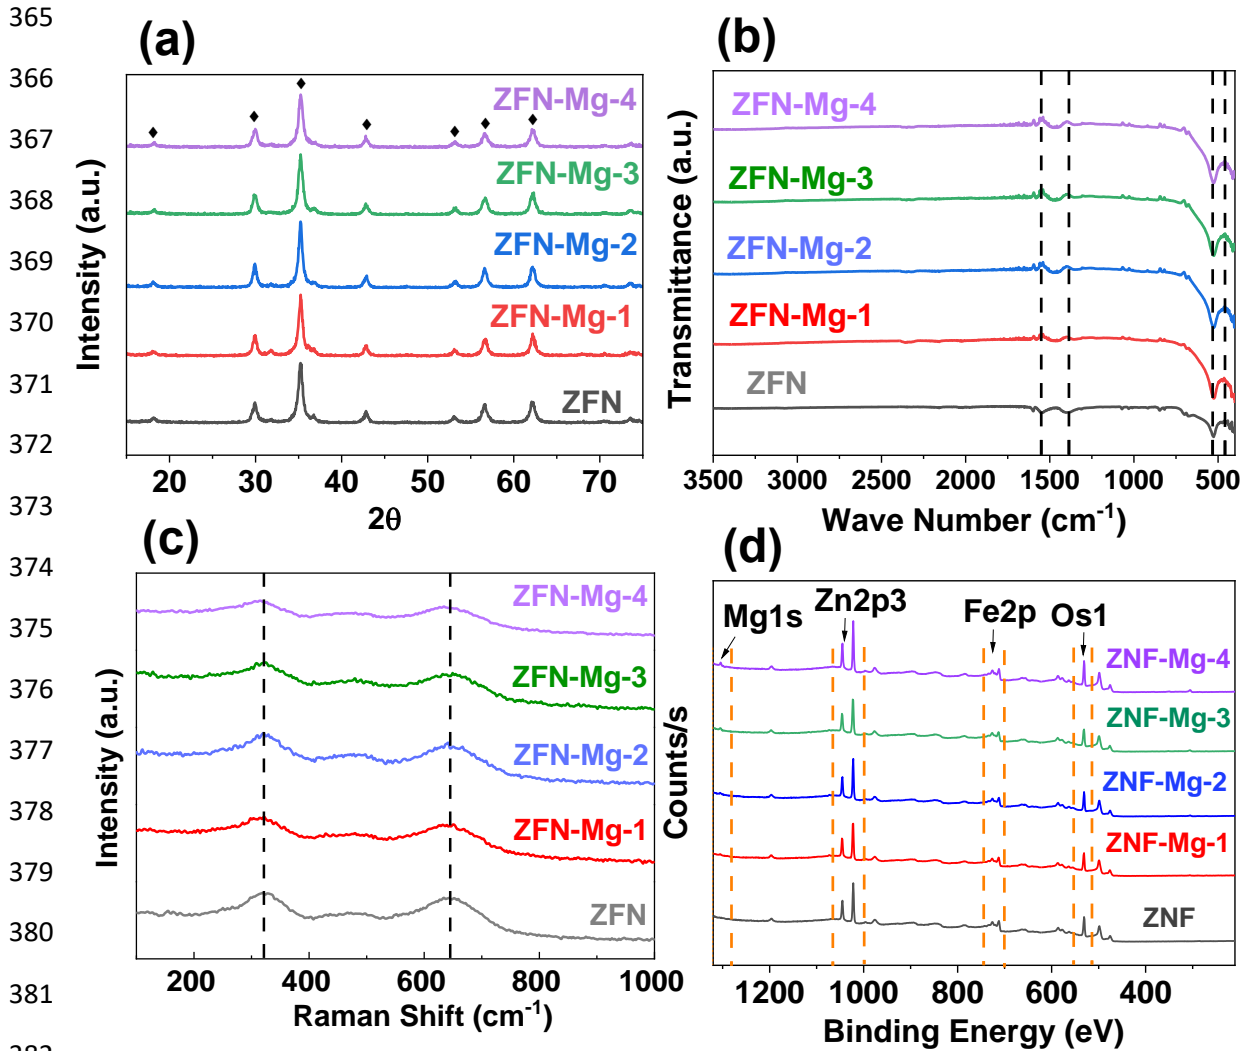 365
(a)
(b)
366
ZFN-Mg-4
ZFN-Mg-4
367
ZFN-Mg-3
ZFN-Mg-3
368
ZFN-Mg-2
ZFN-Mg-2
369
ZFN-Mg-1
ZFN-Mg-1
370
ZFN
ZFN
371
Intensity (a.u.)
Transmittance (a.u.)
372
20 30 40 50 60 70
3500 3000 2500 2000 1500 1000 500
2θ
Wave Number (cm⁻¹)
373
(c)
(d)
374
ZFN-Mg-4
Mg1s Zn2p3 Fe2p Os1
375
ZNF-Mg-4
376
ZFN-Mg-3
ZNF-Mg-3
377
ZFN-Mg-2
ZNF-Mg-2
378
ZFN-Mg-1
ZNF-Mg-1
379
ZFN
ZNF
380
Intensity (a.u.)
Counts/s
200 400 600 800 1000
1200 1000 800 600 400
381
Raman Shift (cm⁻¹)
Binding Energy (eV)